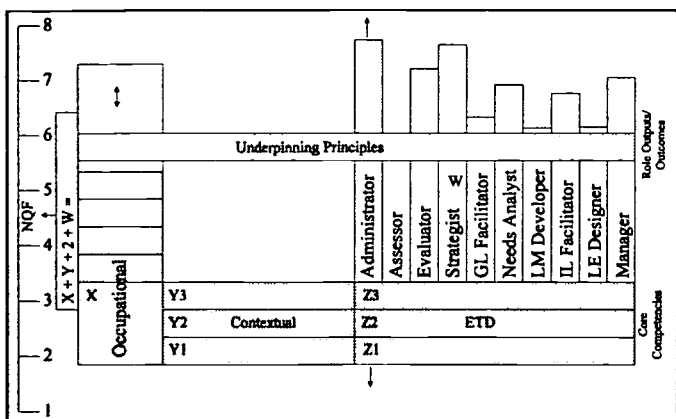 8
7
6
5
4
3
2
1
NQF
X + Y + 2 + W =
X
Occupational
Underpinning Principles
Administrator
Assessor
Evaluator
Strategist
W
GL Facilitator
Needs Analyst
LM Developer
IL Facilitator
LE Designer
Manager
Role Outputs/
Outcomes
Y3
Z3
Y2
Contextual
Z2
ETD
Y1
Z1
Core
Competencies